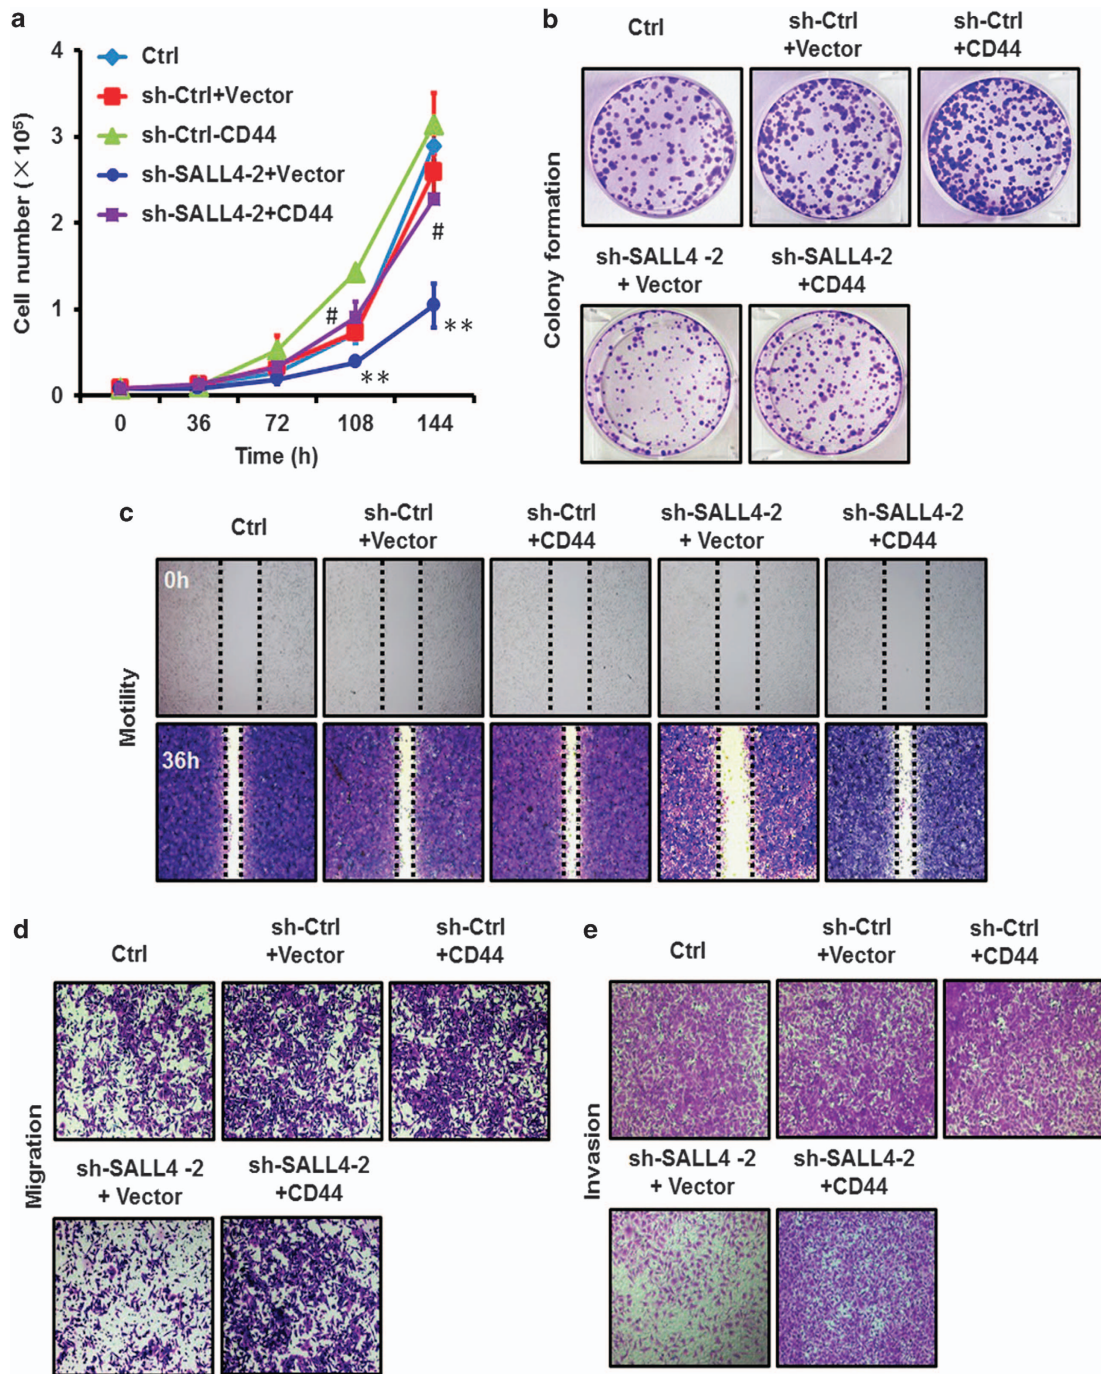 a
4
3
2
1
0
Cell number (×10⁵)
Ctrl
sh-Ctrl+Vector
sh-Ctrl-CD44
sh-SALL4-2+Vector
sh-SALL4-2+CD44
#
#
**
**
0 36 72 108 144
Time (h)
b
Colony formation
Ctrl
sh-Ctrl
+Vector
sh-Ctrl
+CD44
sh-SALL4 -2
+ Vector
sh-SALL4-2
+CD44
c
Motility
Ctrl
sh-Ctrl
+Vector
sh-Ctrl
+CD44
sh-SALL4-2
+ Vector
sh-SALL4-2
+CD44
0h
36h
d
Migration
Ctrl
sh-Ctrl
+Vector
sh-Ctrl
+CD44
sh-SALL4 -2
+ Vector
sh-SALL4-2
+CD44
e
Invasion
Ctrl
sh-Ctrl
+Vector
sh-Ctrl
+CD44
sh-SALL4 -2
+ Vector
sh-SALL4-2
+CD44